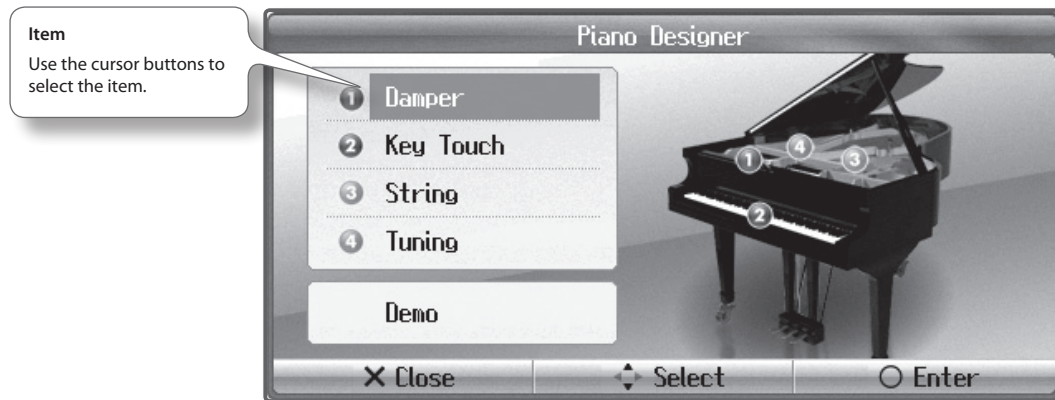 Item
Use the cursor buttons to
select the item.
Piano Designer
1 Damper
2 Key Touch
3 String
4 Tuning
Demo
1
4
3
2
✕ Close
Select
○ Enter